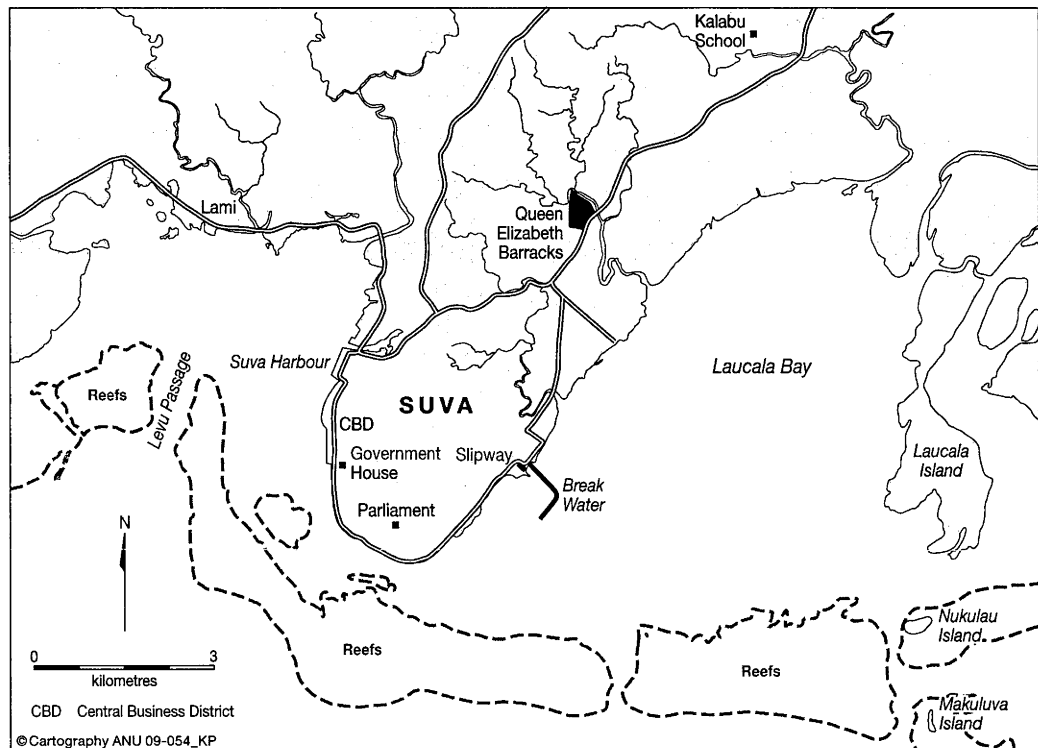 Kalabu
School
Lami
Queen
Elizabeth
Barracks
Suva Harbour
Laucala Bay
Reefs
Levu Passage
SUVA
CBD
Government
House
Slipway
Laucala
Island
Break
Water
Parliament
N
Nukulau
Island
Reefs
Reefs
0 3
kilometres
Makuluva
Island
CBD Central Business District
©Cartography ANU 09-054_KP